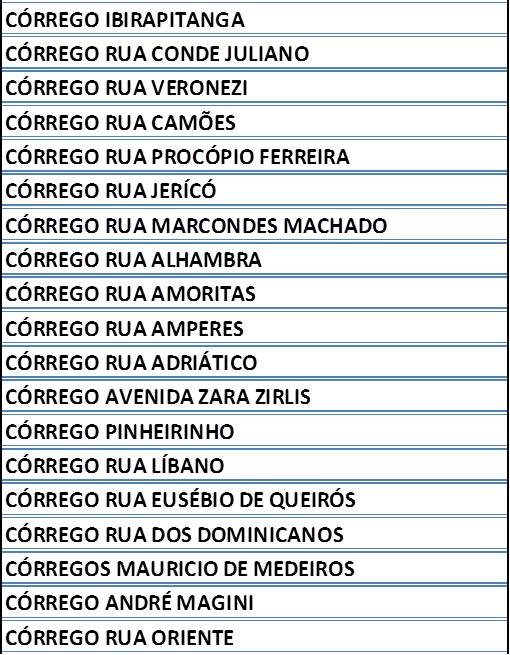 CÓRREGO IBIRAPITANGA
CÓRREGO RUA CONDE JULIANO
CÓRREGO RUA VERONEZI
CÓRREGO RUA CAMÕES
CÓRREGO RUA PROCÓPIO FERREIRA
CÓRREGO RUA JERÍCÓ
CÓRREGO RUA MARCONDES MACHADO
CÓRREGO RUA ALHAMBRA
CÓRREGO RUA AMORITAS
CÓRREGO RUA AMPERES
CÓRREGO RUA ADRIÁTICO
CÓRREGO AVENIDA ZARA ZIRLIS
CÓRREGO PINHEIRINHO
CÓRREGO RUA LÍBANO
CÓRREGO RUA EUSÉBIO DE QUEIRÓS
CÓRREGO RUA DOS DOMINICANOS
CÓRREGOS MAURICIO DE MEDEIROS
CÓRREGO ANDRÉ MAGINI
CÓRREGO RUA ORIENTE